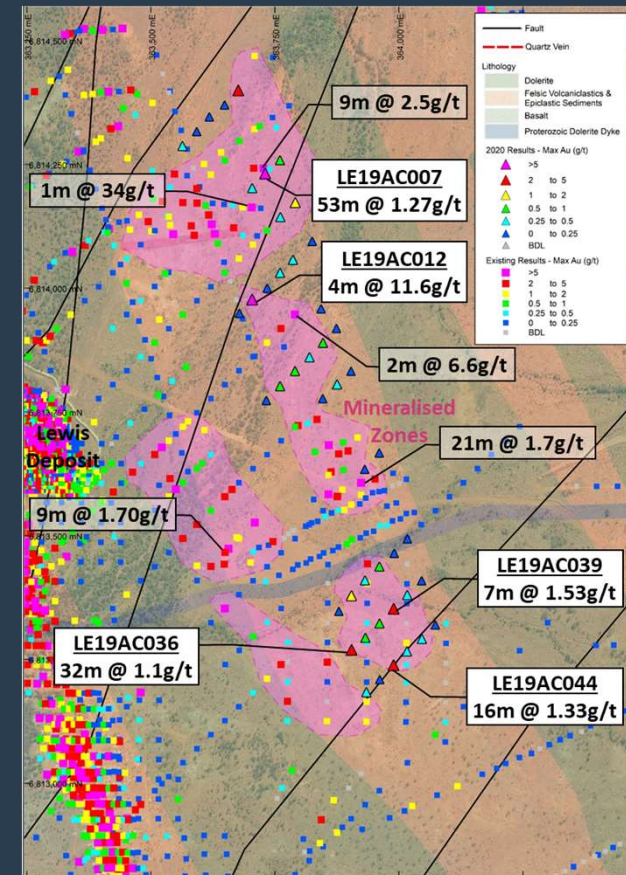 363,500 mE
363,750 mE
364,000 mE
6,814,500 mN
6,814,250 mN
6,814,000 mN
6,813,500 mN
6,813,000 mN
9m @ 2.5g/t
1m @ 34g/t
LE19AC007
53m @ 1.27g/t
LE19AC012
4m @ 11.6g/t
2m @ 6.6g/t
Mineralised
Zones
Lewis
Deposit
21m @ 1.7g/t
9m @ 1.70g/t
LE19AC039
7m @ 1.53g/t
LE19AC036
32m @ 1.1g/t
LE19AC044
16m @ 1.33g/t
Fault
Quartz Vein
Lithology
Dolerite
Felsic Volcaniclastics &
Epiclastic Sediments
Basalt
Proterozoic Dolerite Dyke
2020 Results - Max Au (g/t)
>5
2 to 5
1 to 2
0.5 to 1
0.25 to 0.5
0 to 0.25
BDL
Existing Results - Max Au (g/t)
>5
2 to 5
1 to 2
0.5 to 1
0.25 to 0.5
0 to 0.25
BDL